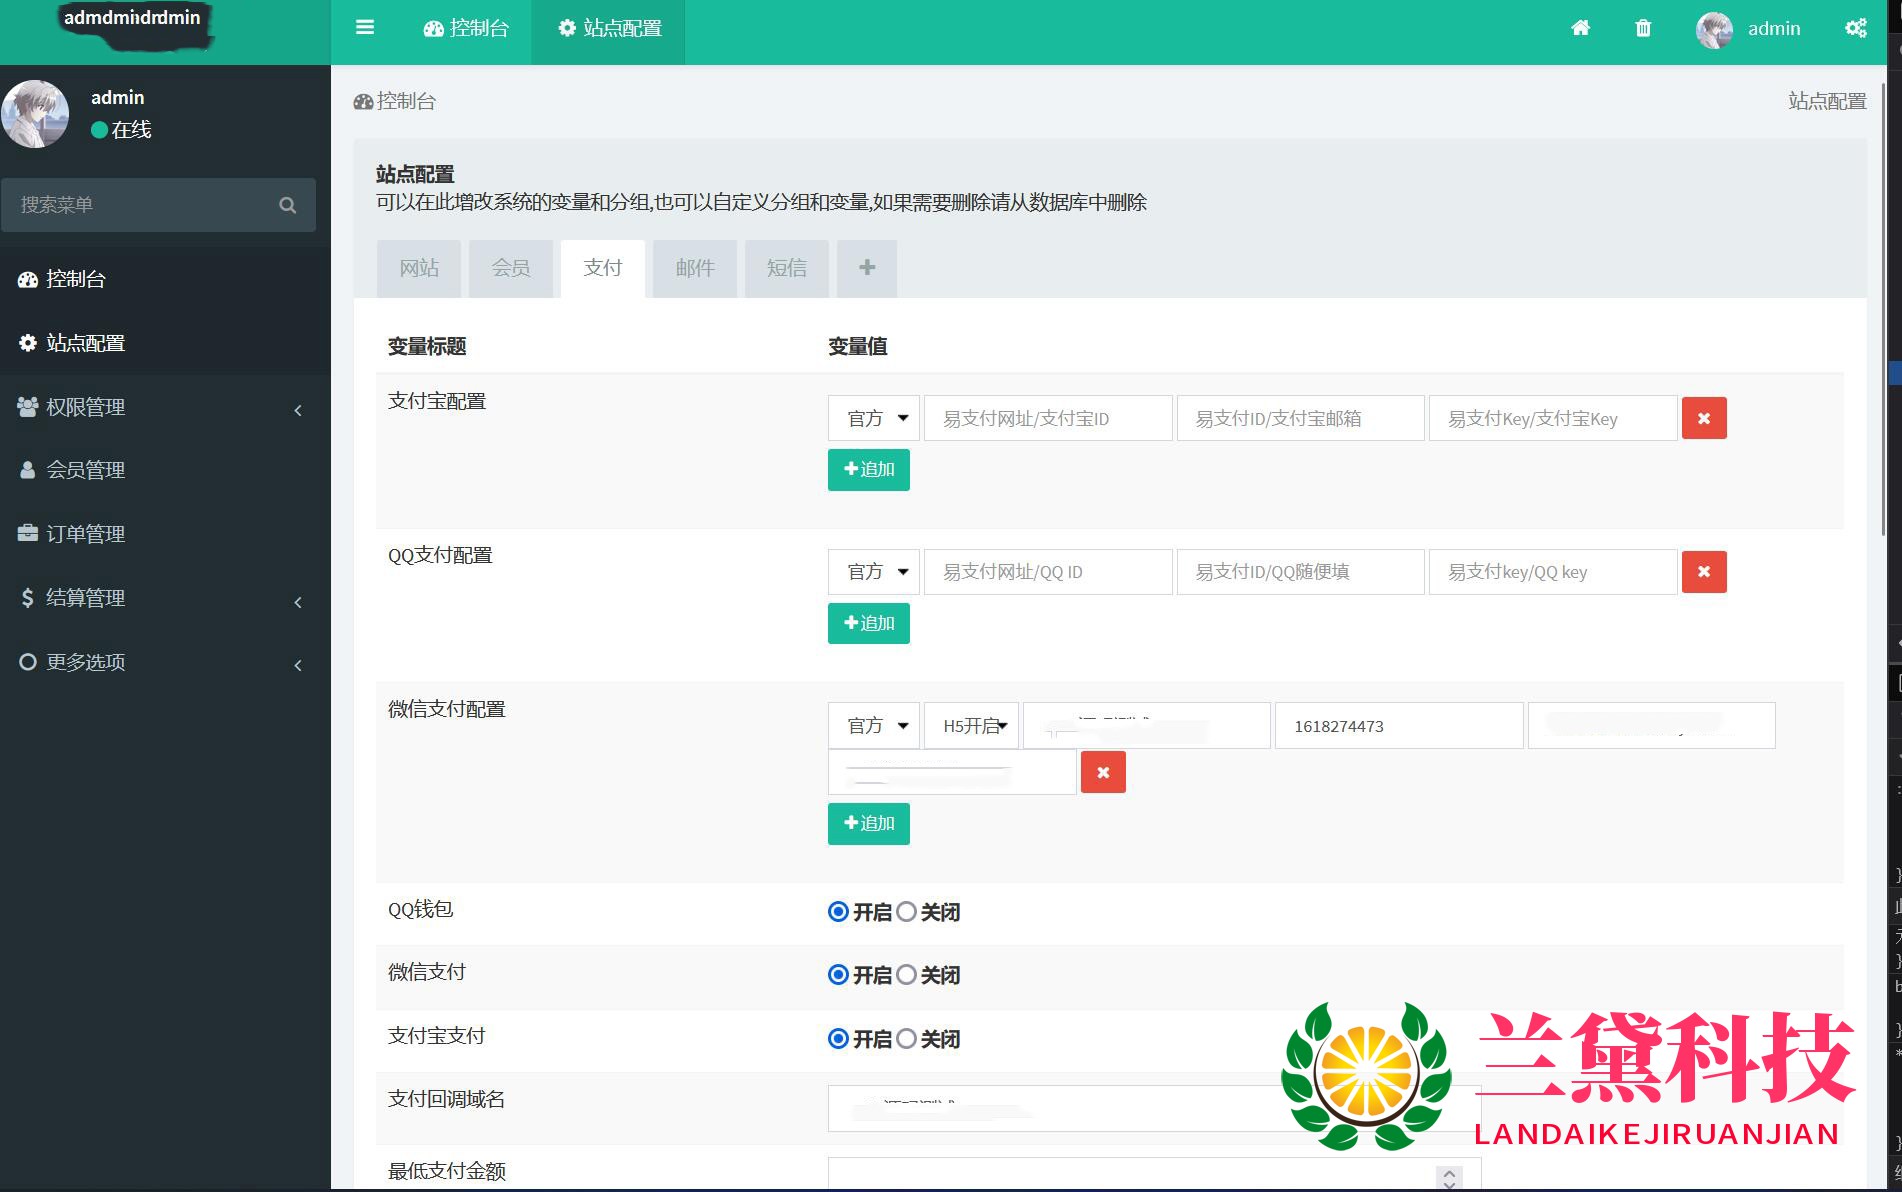 admdmindrdmin
控制台
站点配置
admin
admin
在线
搜索菜单
控制台
站点配置
权限管理
会员管理
订单管理
结算管理
更多选项
控制台
站点配置
站点配置
可以在此增改系统的变量和分组,也可以自定义分组和变量,如果需要删除请从数据库中删除
网站
会员
支付
邮件
短信
变量标题
变量值
支付宝配置
官方
易支付网址/支付宝ID
易支付ID/支付宝邮箱
易支付Key/支付宝Key
追加
QQ支付配置
官方
易支付网址/QQ ID
易支付ID/QQ随便填
易支付key/QQ key
追加
微信支付配置
官方
H5开启
1618274473
追加
QQ钱包
开启
关闭
微信支付
开启
关闭
支付宝支付
开启
关闭
支付回调域名
最低支付金额
兰黛科技
LANDAIKEJIRUANJIAN